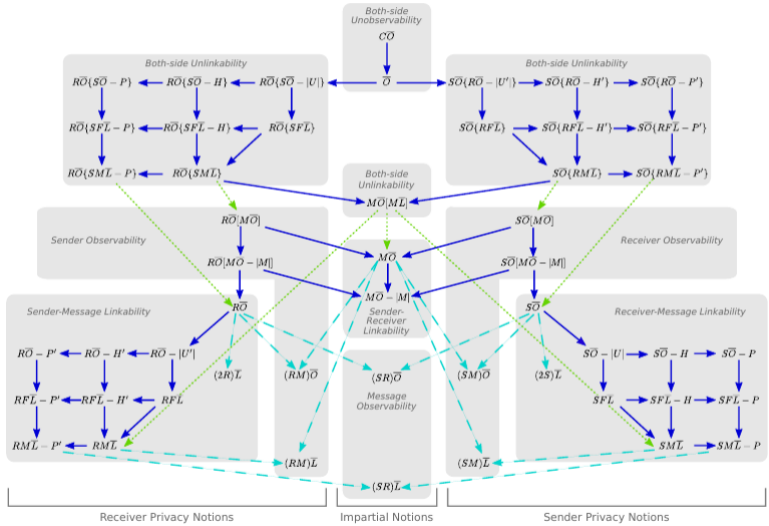 Both-side
Unobservability
CO̅
Both-side Unlinkability
Both-side Unlinkability
RO̅{SO̅ − P} RO̅{SO̅ − H} RO̅{SO̅ − |U|} O̅ SO̅{RO̅ − |U'|} SO̅{RO̅ − H'} SO̅{RO̅ − P'}
RO̅{SFL̅ − P} RO̅{SFL̅ − H} RO̅{SFL̅} SO̅{RFL̅} SO̅{RFL̅ − H'} SO̅{RFL̅ − P'}
RO̅{SML̅ − P} RO̅{SML̅} SO̅{RML̅} SO̅{RML̅ − P'}
Both-side
Unlinkability
MO̅[ML̅]
RO̅[MO̅] SO̅[MO̅]
Sender Observability
Receiver Observability
MO̅
RO̅[MO̅ − |M|] SO̅[MO̅ − |M|]
MO̅ − |M|
Sender-
Receiver
Linkability
RO̅ SO̅
Sender-Message Linkability
Receiver-Message Linkability
RO̅ − P' RO̅ − H' RO̅ − |U'| SO̅ − |U| SO̅ − H SO̅ − P
(2R)L̅ (RM)O̅ (SR)O̅ (SM)O̅ (2S)L̅
Message
Observability
RFL̅ − P' RFL̅ − H' RFL̅ SFL̅ SFL̅ − H SFL̅ − P
RML̅ − P' RML̅ SML̅ SML̅ − P
(RM)L̅ (SM)L̅
(SR)L̅
Receiver Privacy Notions Impartial Notions Sender Privacy Notions